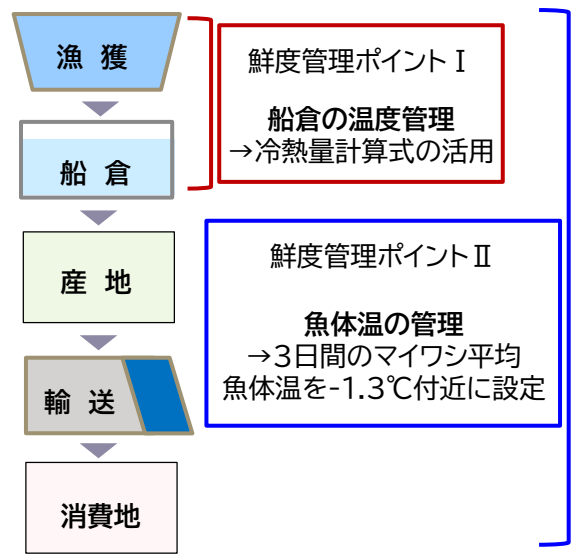 漁 獲
船 倉
産 地
輸 送
消費地
鮮度管理ポイントⅠ
船倉の温度管理
→冷熱量計算式の活用
鮮度管理ポイントⅡ
魚体温の管理
→3日間のマイワシ平均
魚体温を-1.3℃付近に設定